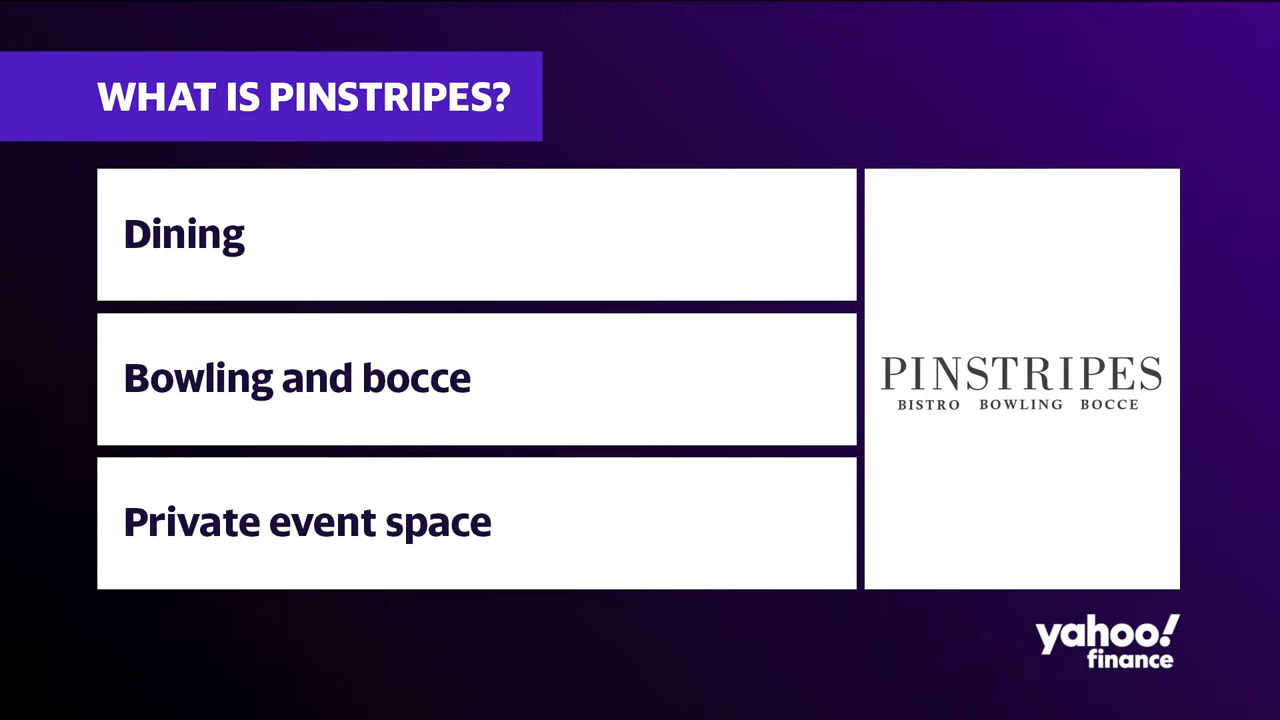 WHAT IS PINSTRIPES?
Dining
Bowling and bocce
Private event space
PINSTRIPES
BISTRO BOWLING BOCCE
yahoo!
finance